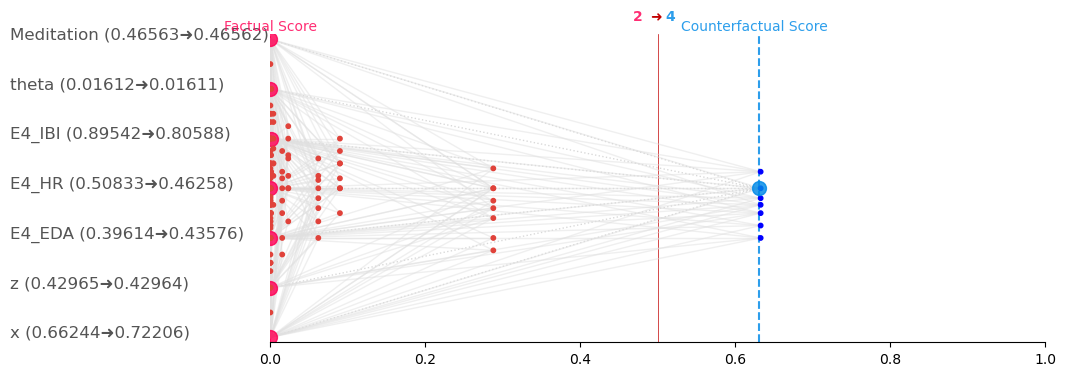 2 ➜ 4
Factual Score
Counterfactual Score
Meditation (0.46563➜0.46562)
theta (0.01612➜0.01611)
E4_IBI (0.89542➜0.80588)
E4_HR (0.50833➜0.46258)
E4_EDA (0.39614➜0.43576)
z (0.42965➜0.42964)
x (0.66244➜0.72206)
0.0 0.2 0.4 0.6 0.8 1.0